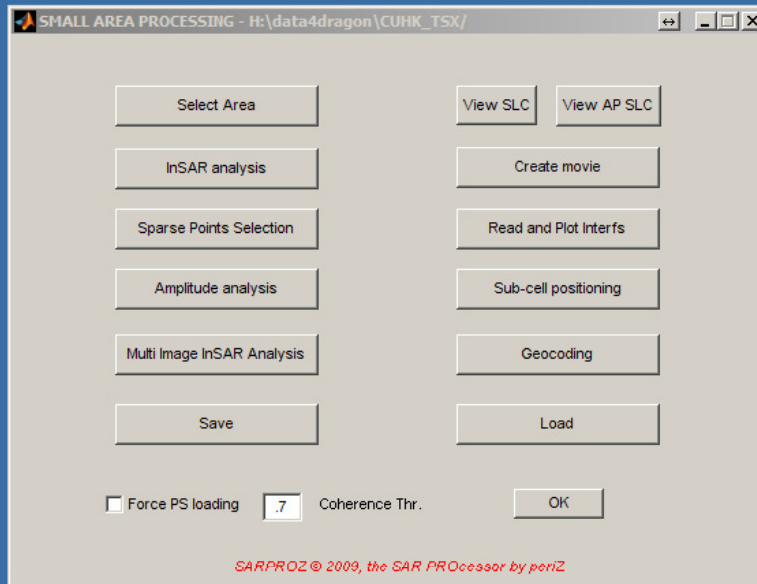 SMALL AREA PROCESSING - H:\data4dragon\CUHK_TSX/
Select Area
View SLC
View AP SLC
InSAR analysis
Create movie
Sparse Points Selection
Read and Plot Interfs
Amplitude analysis
Sub-cell positioning
Multi Image InSAR Analysis
Geocoding
Save
Load
Force PS loading
.7
Coherence Thr.
OK
SARPROZ © 2009, the SAR PROcessor by periZ